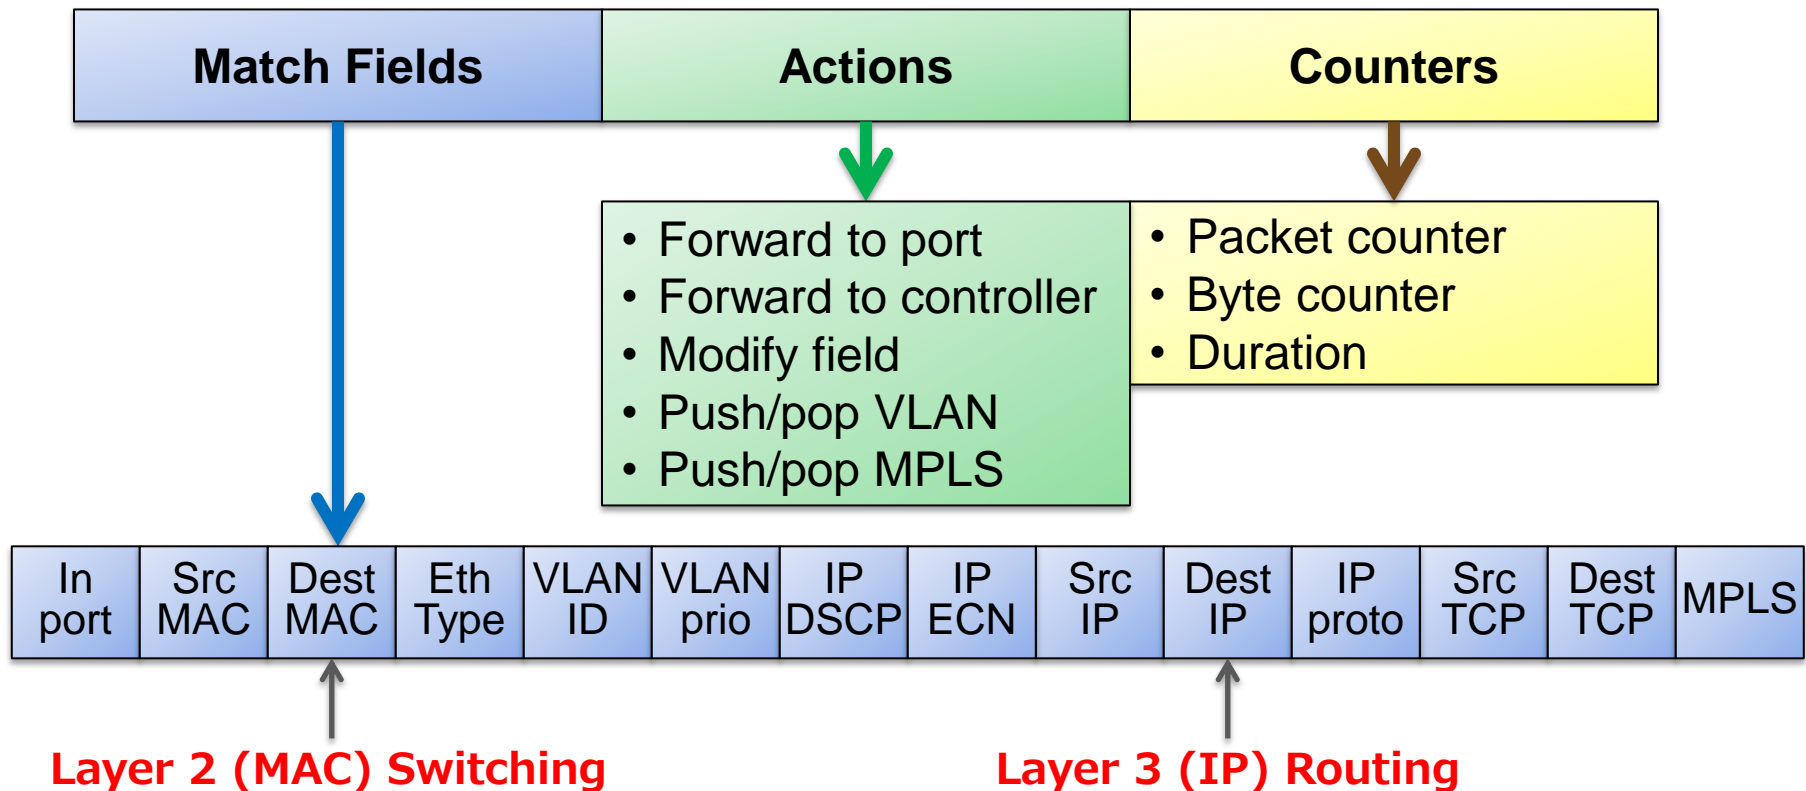 Match Fields
Actions
Counters
• Forward to port
• Forward to controller
• Modify field
• Push/pop VLAN
• Push/pop MPLS
• Packet counter
• Byte counter
• Duration
In
port
Src
MAC
Dest
MAC
Eth
Type
VLAN
ID
VLAN
prio
IP
DSCP
IP
ECN
Src
IP
Dest
IP
IP
proto
Src
TCP
Dest
TCP
MPLS
Layer 2 (MAC) Switching
Layer 3 (IP) Routing